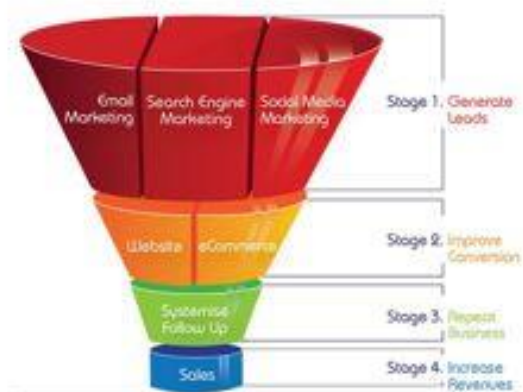 Email
Marketing
Search Engine
Marketing
Social Media
Marketing
Stage 1. Generate
Leads
Website
eCommerce
Stage 2. Improve
Conversion
Systemise
Follow Up
Stage 3. Repeat
Business
Sales
Stage 4. Increase
Revenues